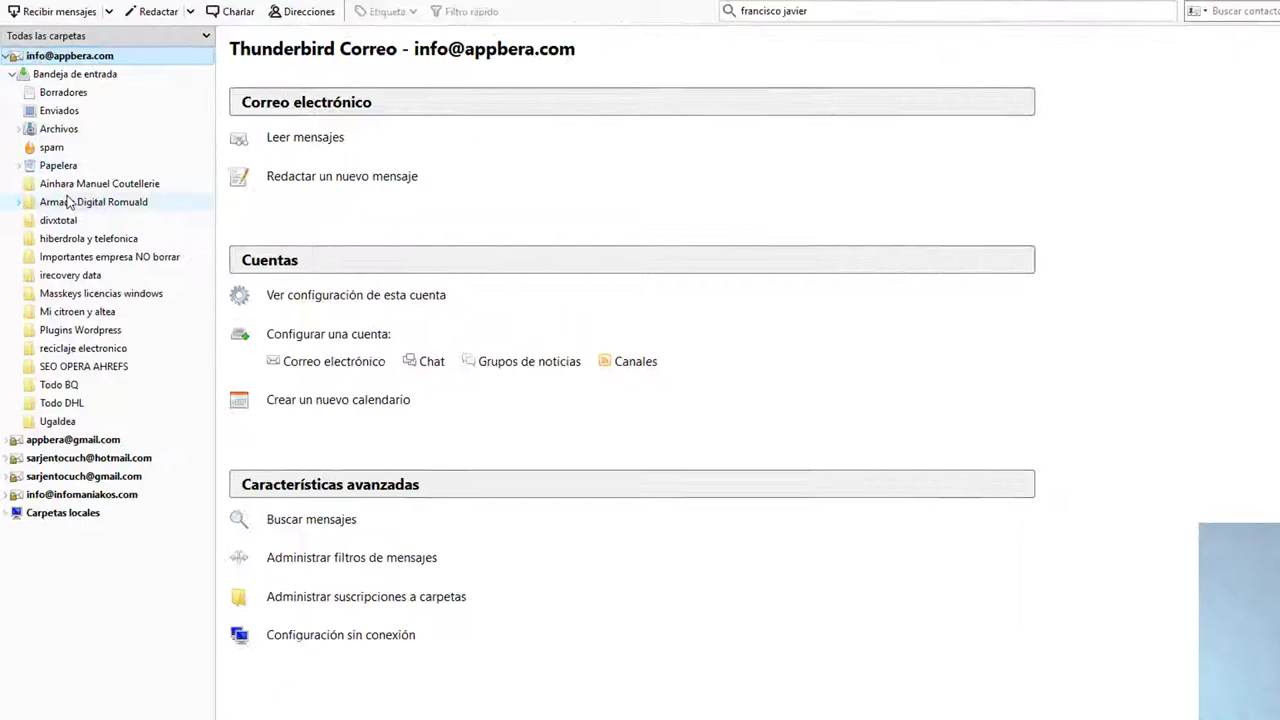 Recibir mensajes Redactar Charlar Direcciones Etiqueta Filtro rápido francisco javier Buscar contacto
Todas las carpetas
info@appbera.com
Bandeja de entrada
Borradores
Enviados
Archivos
spam
Papelera
Ainhara Manuel Coutellerie
Digital Romuald
divxtotal
hiberdrola y telefonica
Importantes empresa NO borrar
irecovery data
Masskeys licencias windows
Mi citroen y altea
Plugins Wordpress
reciclaje electronico
SEO OPERA AHREFS
Todo BQ
Todo DHL
Ugaldea
appbera@gmail.com
sarjentocuch@hotmail.com
sarjentocuch@gmail.com
info@infomaniakos.com
Carpetas locales
Thunderbird Correo - info@appbera.com
Correo electrónico
Leer mensajes
Redactar un nuevo mensaje
Cuentas
Ver configuración de esta cuenta
Configurar una cuenta:
Correo electrónico Chat Grupos de noticias Canales
Crear un nuevo calendario
Características avanzadas
Buscar mensajes
Administrar filtros de mensajes
Administrar suscripciones a carpetas
Configuración sin conexión